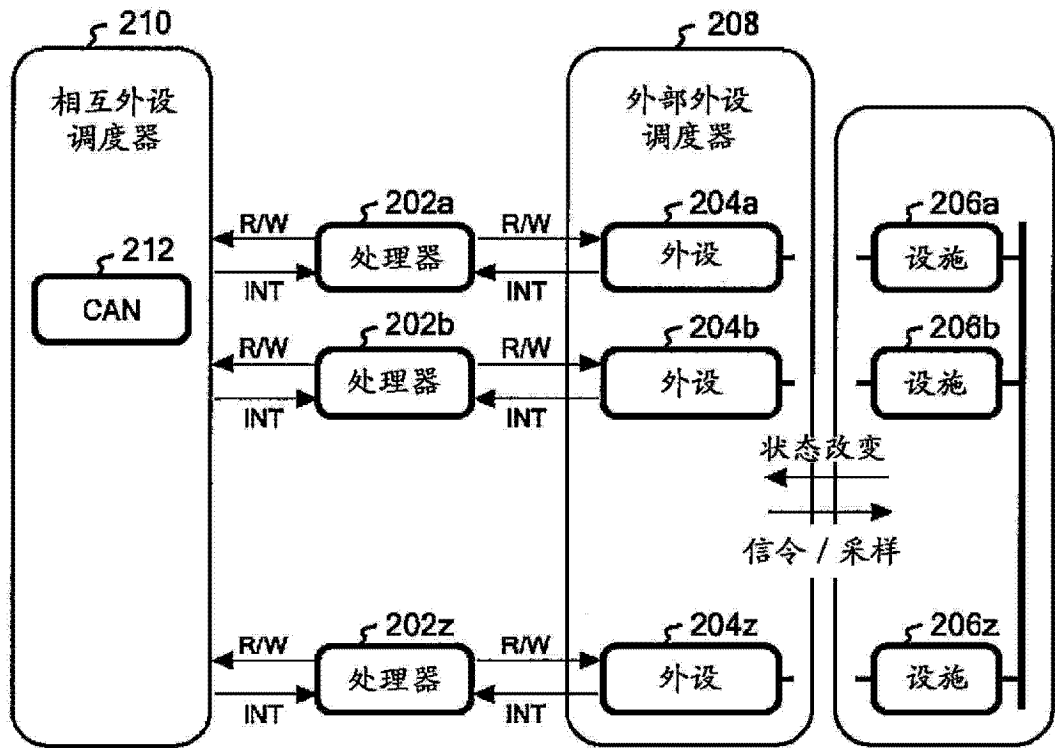 210
208
相互外设
调度器
外部外设
调度器
202a
204a
206a
R/W
R/W
处理器
外设
设施
INT
INT
212
CAN
202b
204b
206b
R/W
R/W
处理器
外设
设施
INT
INT
状态改变
信令 / 采样
202z
204z
206z
R/W
R/W
处理器
外设
设施
INT
INT